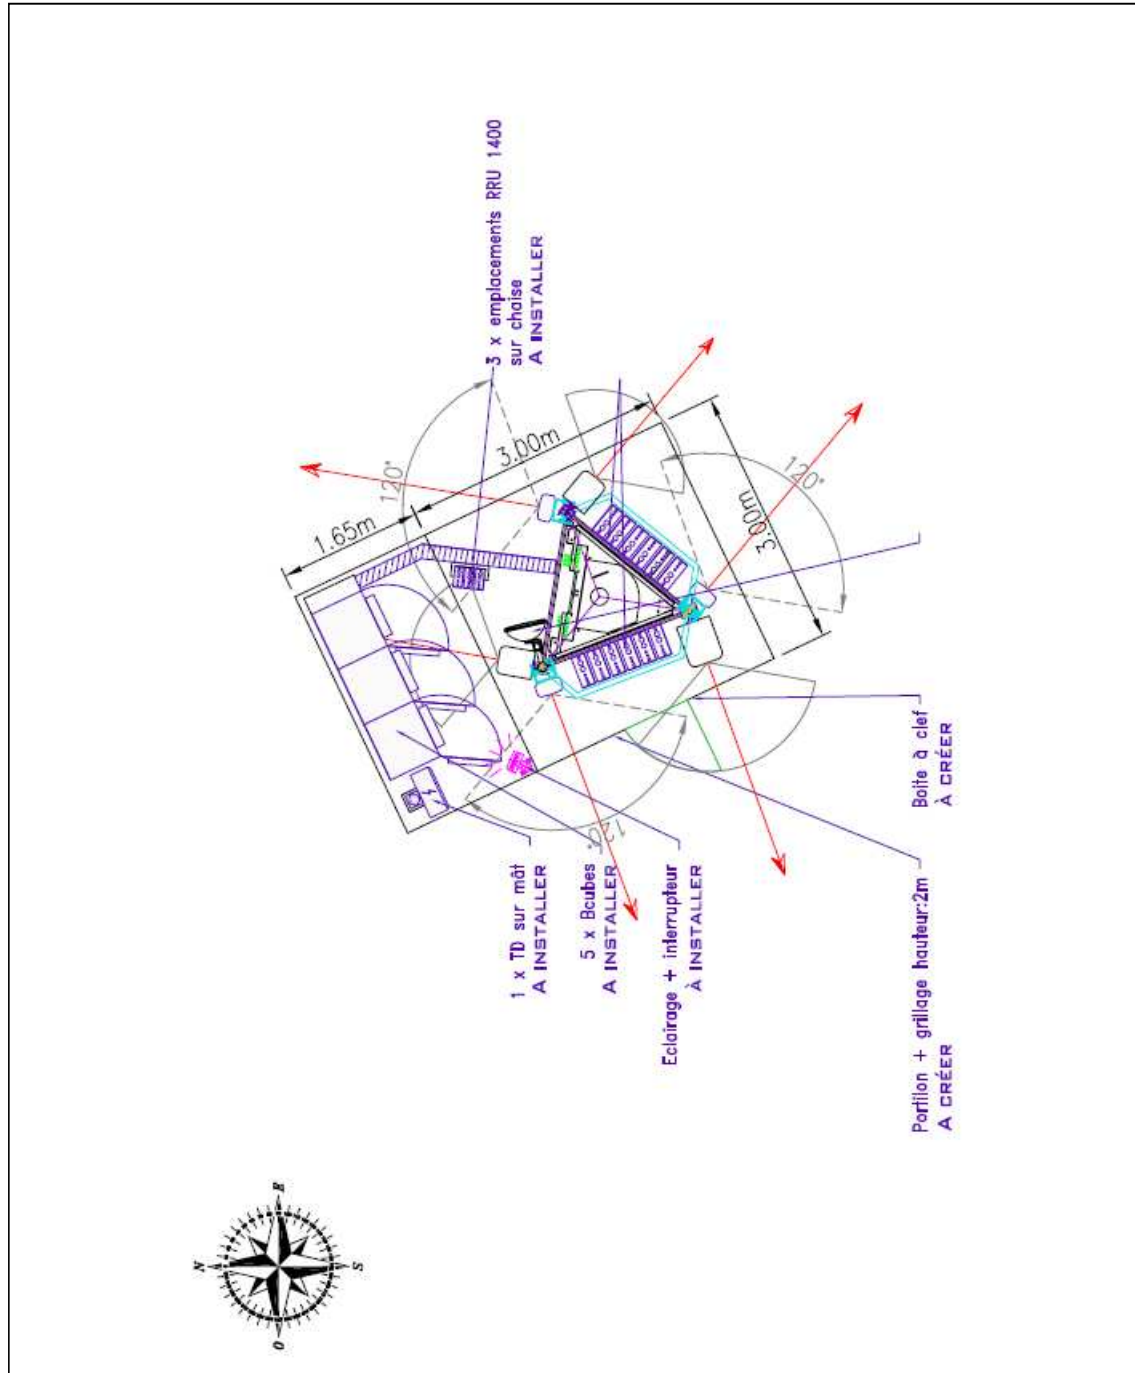 3 x emplacements RRU 1400
sur chaise
A INSTALLER
1.65m
3.00m
3.00m
120°
120°
120°
1 x TD sur mât
A INSTALLER
5 x Bcubes
A INSTALLER
Eclairage + interrupteur
À INSTALLER
Boite à clef
À CRÉER
Portillon + grillage hauteur:2m
A CRÉER
N
E
S
O